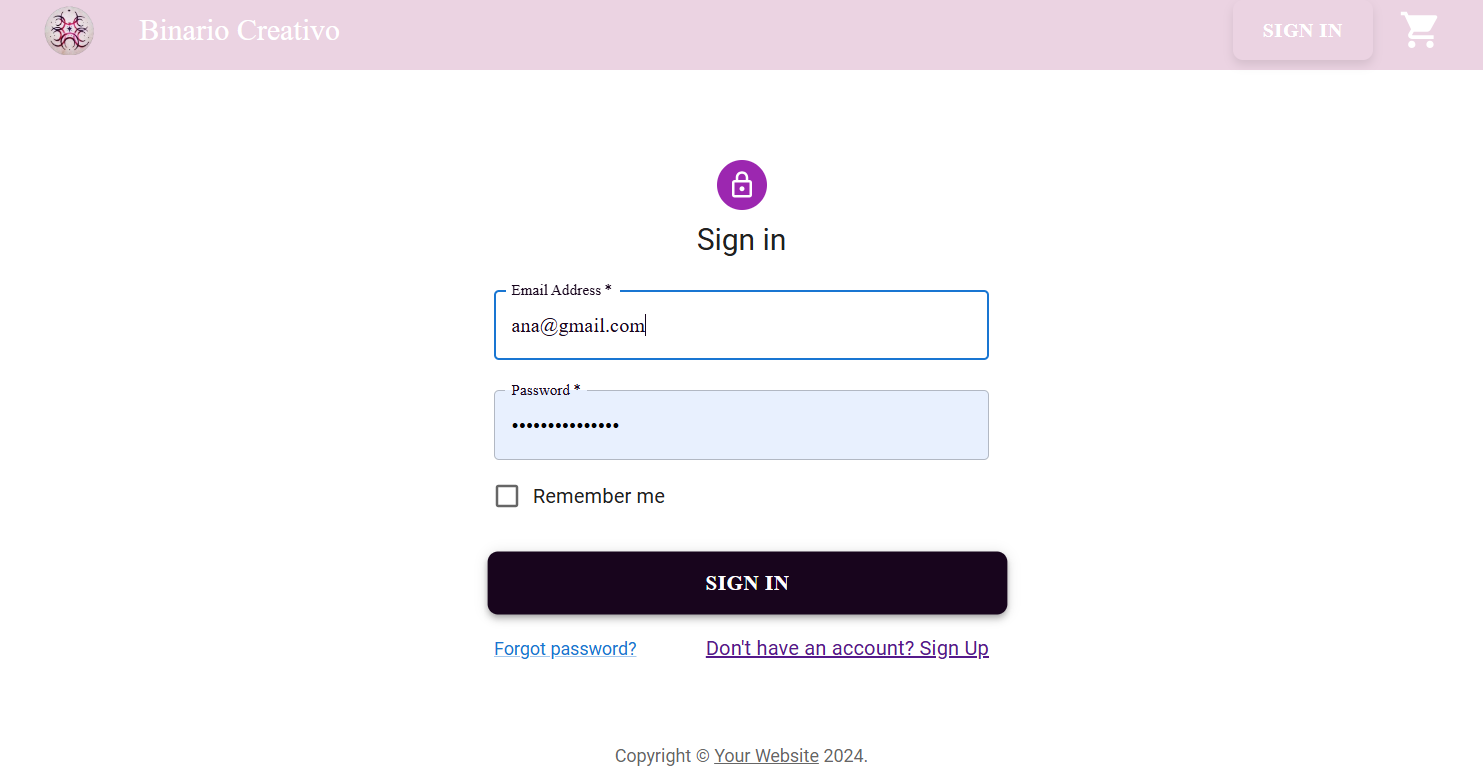 Binario Creativo
SIGN IN
Sign in
Email Address *
ana@gmail.com
Password *
•••••••••••••••
Remember me
SIGN IN
Forgot password? Don't have an account? Sign Up
Copyright © Your Website 2024.